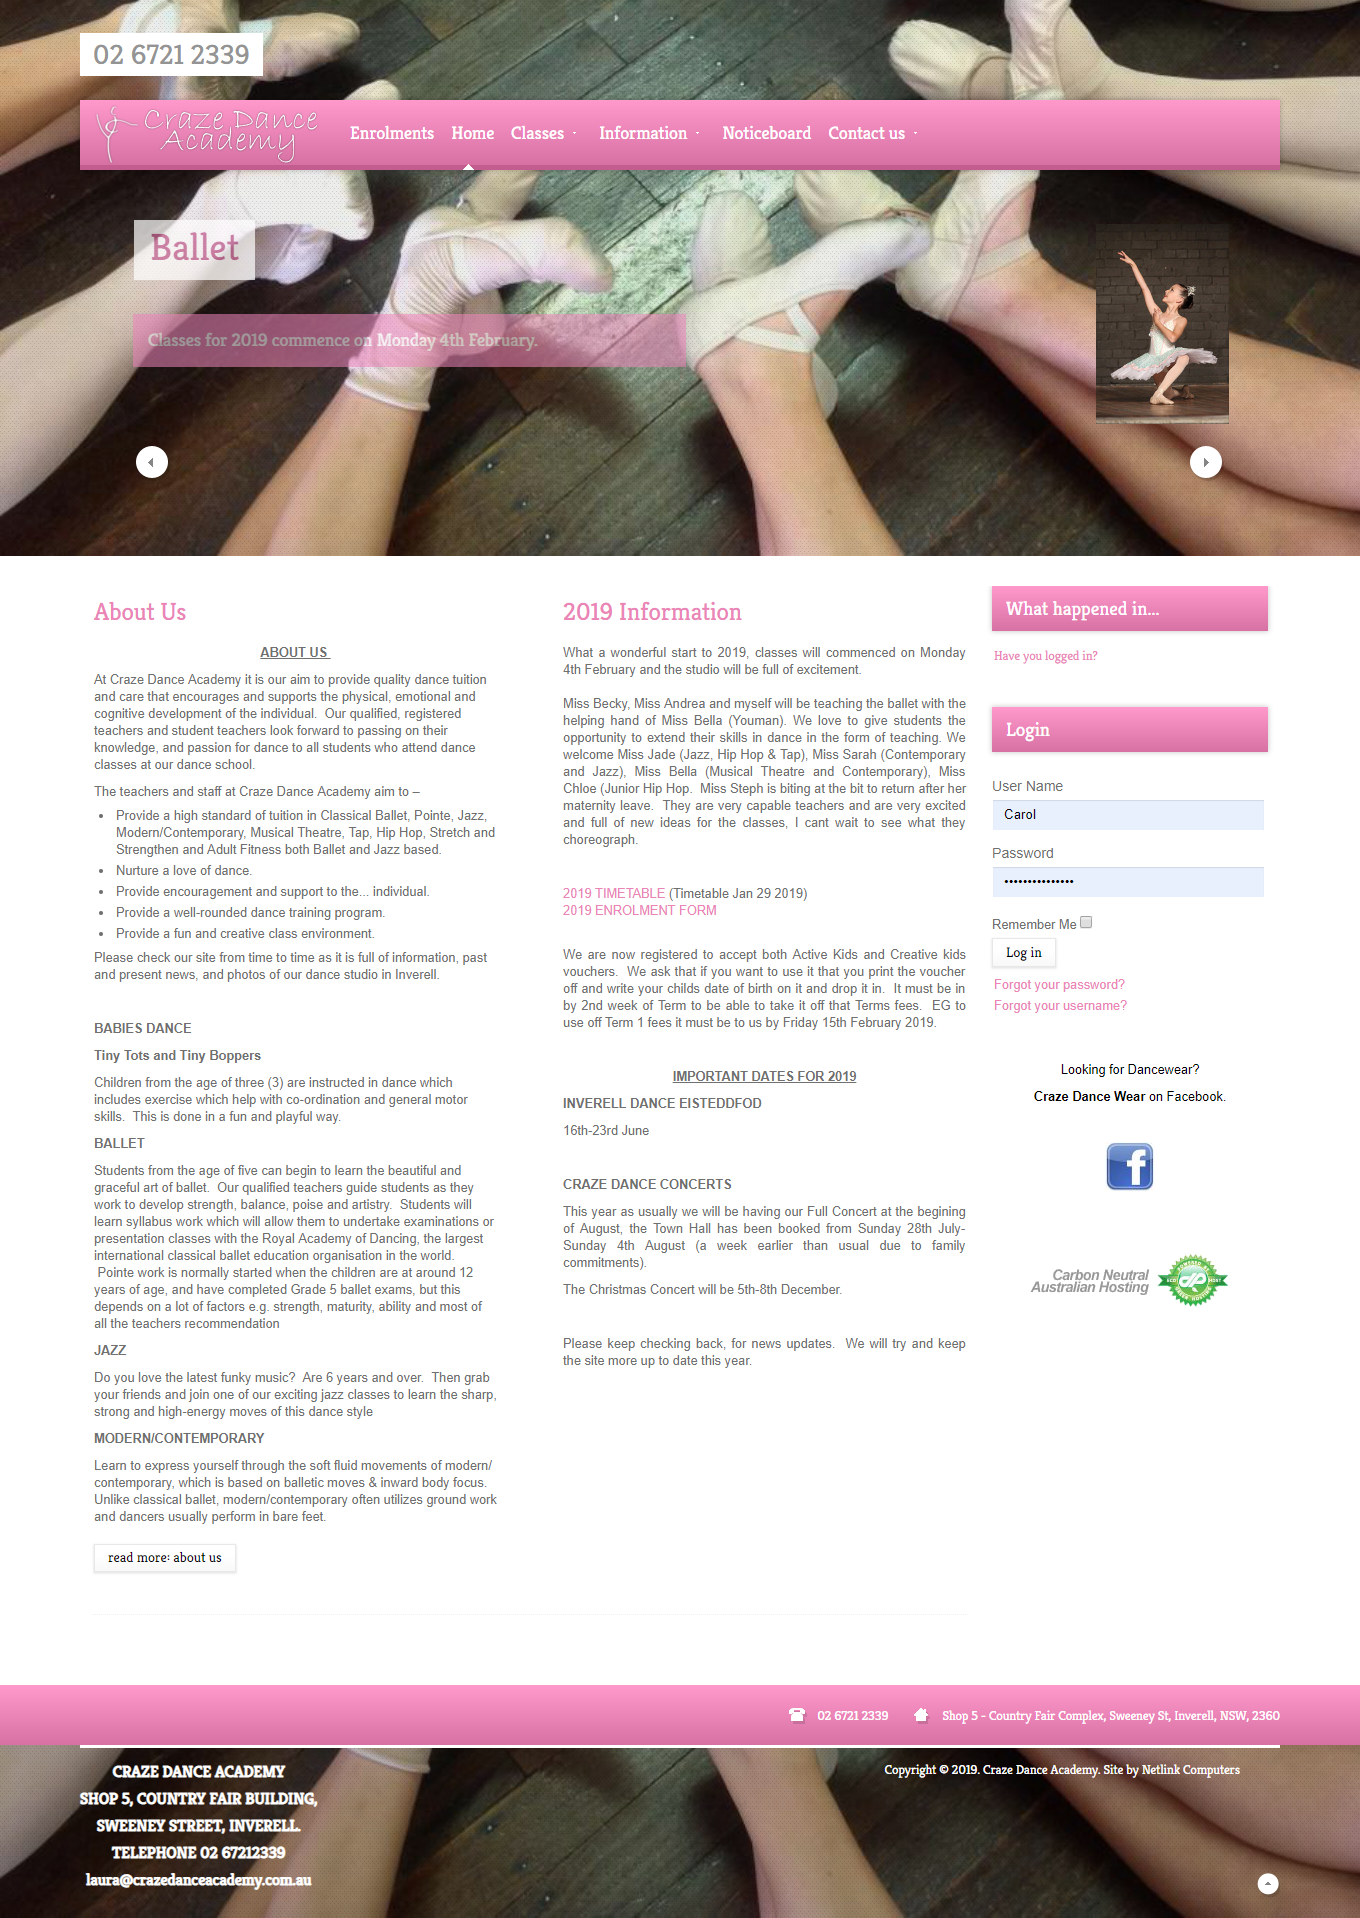 02 6721 2339
Craze Dance
Academy
Enrolments Home Classes Information Noticeboard Contact us
Ballet
Classes for 2019 commence on Monday 4th February.
About Us
ABOUT US
At Craze Dance Academy it is our aim to provide quality dance tuition
and care that encourages and supports the physical, emotional and
cognitive development of the individual.  Our qualified, registered
teachers and student teachers look forward to passing on their
knowledge, and passion for dance to all students who attend dance
classes at our dance school.
The teachers and staff at Craze Dance Academy aim to –
• Provide a high standard of tuition in Classical Ballet, Pointe, Jazz,
Modern/Contemporary, Musical Theatre, Tap, Hip Hop, Stretch and
Strengthen and Adult Fitness both Ballet and Jazz based.
• Nurture a love of dance.
• Provide encouragement and support to the... individual.
• Provide a well-rounded dance training program.
• Provide a fun and creative class environment.
Please check our site from time to time as it is full of information, past
and present news, and photos of our dance studio in Inverell.
BABIES DANCE
Tiny Tots and Tiny Boppers
Children from the age of three (3) are instructed in dance which
includes exercise which help with co-ordination and general motor
skills.  This is done in a fun and playful way.
BALLET
Students from the age of five can begin to learn the beautiful and
graceful art of ballet.  Our qualified teachers guide students as they
work to develop strength, balance, poise and artistry.  Students will
learn syllabus work which will allow them to undertake examinations or
presentation classes with the Royal Academy of Dancing, the largest
international classical ballet education organisation in the world.
Pointe work is normally started when the children are at around 12
years of age, and have completed Grade 5 ballet exams, but this
depends on a lot of factors e.g. strength, maturity, ability and most of
all the teachers recommendation
JAZZ
Do you love the latest funky music?  Are 6 years and over.  Then grab
your friends and join one of our exciting jazz classes to learn the sharp,
strong and high-energy moves of this dance style
MODERN/CONTEMPORARY
Learn to express yourself through the soft fluid movements of modern/
contemporary, which is based on balletic moves & inward body focus.
Unlike classical ballet, modern/contemporary often utilizes ground work
and dancers usually perform in bare feet.
read more: about us
2019 Information
What a wonderful start to 2019, classes will commenced on Monday
4th February and the studio will be full of excitement.
Miss Becky, Miss Andrea and myself will be teaching the ballet with the
helping hand of Miss Bella (Youman). We love to give students the
opportunity to extend their skills in dance in the form of teaching. We
welcome Miss Jade (Jazz, Hip Hop & Tap), Miss Sarah (Contemporary
and Jazz), Miss Bella (Musical Theatre and Contemporary), Miss
Chloe (Junior Hip Hop.  Miss Steph is biting at the bit to return after her
maternity leave.  They are very capable teachers and are very excited
and full of new ideas for the classes, I cant wait to see what they
choreograph.
2019 TIMETABLE (Timetable Jan 29 2019)
2019 ENROLMENT FORM
We are now registered to accept both Active Kids and Creative kids
vouchers.  We ask that if you want to use it that you print the voucher
off and write your childs date of birth on it and drop it in.  It must be in
by 2nd week of Term to be able to take it off that Terms fees.  EG to
use off Term 1 fees it must be to us by Friday 15th February 2019.
IMPORTANT DATES FOR 2019
INVERELL DANCE EISTEDDFOD
16th-23rd June
CRAZE DANCE CONCERTS
This year as usually we will be having our Full Concert at the begining
of August, the Town Hall has been booked from Sunday 28th July-
Sunday 4th August (a week earlier than usual due to family
commitments).
The Christmas Concert will be 5th-8th December.
Please keep checking back, for news updates.  We will try and keep
the site more up to date this year.
What happened in...
Have you logged in?
Login
User Name
Carol
Password
•••••••••••••••
Remember Me
Log in
Forgot your password?
Forgot your username?
Looking for Dancewear?
Craze Dance Wear on Facebook.
f
Carbon Neutral
Australian Hosting
dp
02 6721 2339 Shop 5 - Country Fair Complex, Sweeney St, Inverell, NSW, 2360
CRAZE DANCE ACADEMY
SHOP 5, COUNTRY FAIR BUILDING,
SWEENEY STREET, INVERELL.
TELEPHONE 02 67212339
laura@crazedanceacademy.com.au
Copyright © 2019. Craze Dance Academy. Site by Netlink Computers